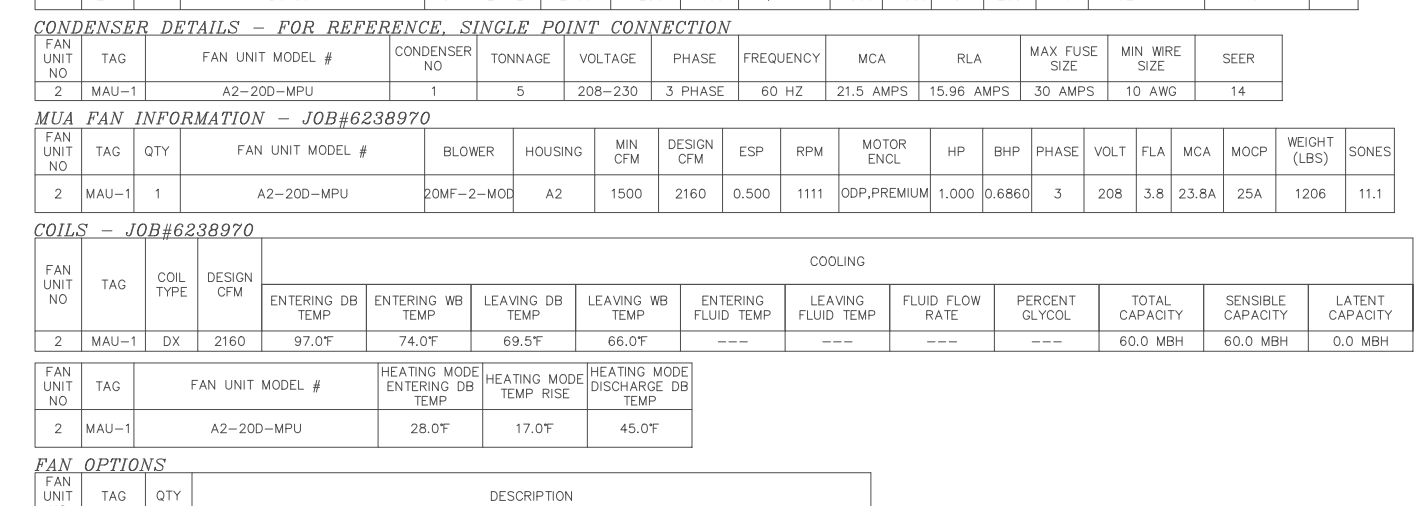 CONDENSER DETAILS – FOR REFERENCE, SINGLE POINT CONNECTION
FAN UNIT NO TAG FAN UNIT MODEL # CONDENSER NO TONNAGE VOLTAGE PHASE FREQUENCY MCA RLA MAX FUSE SIZE MIN WIRE SIZE SEER
2 MAU–1 A2–20D–MPU 1 5 208–230 3 PHASE 60 HZ 21.5 AMPS 15.96 AMPS 30 AMPS 10 AWG 14
MUA FAN INFORMATION – JOB#6238970
FAN UNIT NO TAG QTY FAN UNIT MODEL # BLOWER HOUSING MIN CFM DESIGN CFM ESP RPM MOTOR ENCL HP BHP PHASE VOLT FLA MCA MOCP WEIGHT (LBS) SONES
2 MAU–1 1 A2–20D–MPU 20MF–2–MOD A2 1500 2160 0.500 1111 ODP,PREMIUM 1.000 0.6860 3 208 3.8 23.8A 25A 1206 11.1
COILS – JOB#6238970
FAN UNIT NO TAG COIL TYPE DESIGN CFM COOLING
ENTERING DB TEMP ENTERING WB TEMP LEAVING DB TEMP LEAVING WB TEMP ENTERING FLUID TEMP LEAVING FLUID TEMP FLUID FLOW RATE PERCENT GLYCOL TOTAL CAPACITY SENSIBLE CAPACITY LATENT CAPACITY
2 MAU–1 DX 2160 97.0°F 74.0°F 69.5°F 66.0°F ––– ––– ––– ––– 60.0 MBH 60.0 MBH 0.0 MBH
FAN UNIT NO TAG FAN UNIT MODEL # HEATING MODE ENTERING DB TEMP HEATING MODE TEMP RISE HEATING MODE DISCHARGE DB TEMP
2 MAU–1 A2–20D–MPU 28.0°F 17.0°F 45.0°F
FAN OPTIONS
FAN UNIT TAG QTY DESCRIPTION